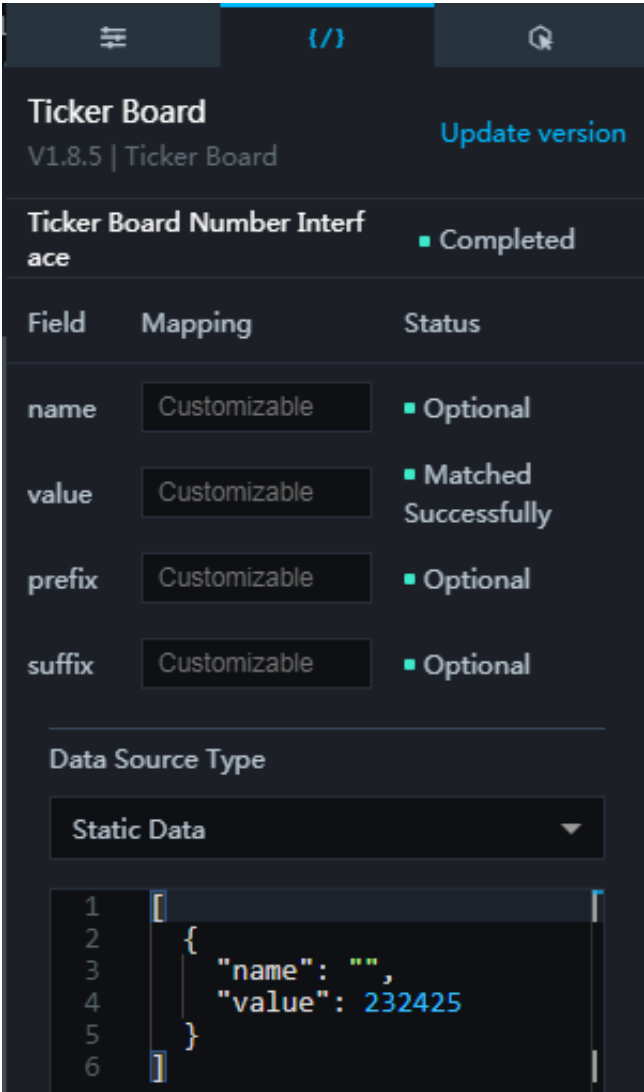 {/}
Ticker Board
Update version
V1.8.5 | Ticker Board
Ticker Board Number Interf
ace
Completed
Field Mapping Status
name Customizable Optional
value Customizable Matched
Successfully
prefix Customizable Optional
suffix Customizable Optional
Data Source Type
Static Data
1 [
2 {
3 "name": "",
4 "value": 232425
5 }
6 ]